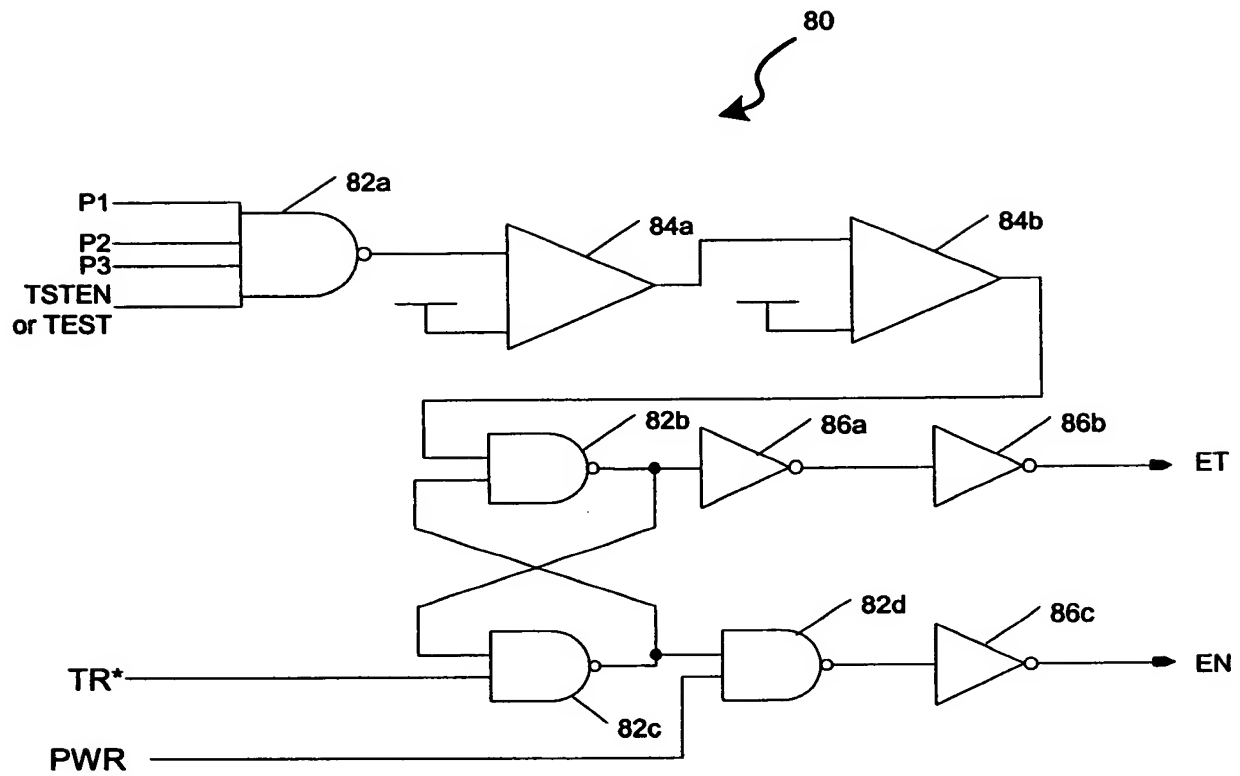 80
82a
P1
P2
P3
TSTEN
or TEST
84a
84b
82b
86a
86b
ET
82d
86c
TR*
EN
82c
PWR